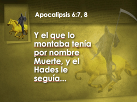 Apocalipsis 6:7, 8
Y el que lo
montaba tenía
por nombre
Muerte, y el
Hades le
seguía...